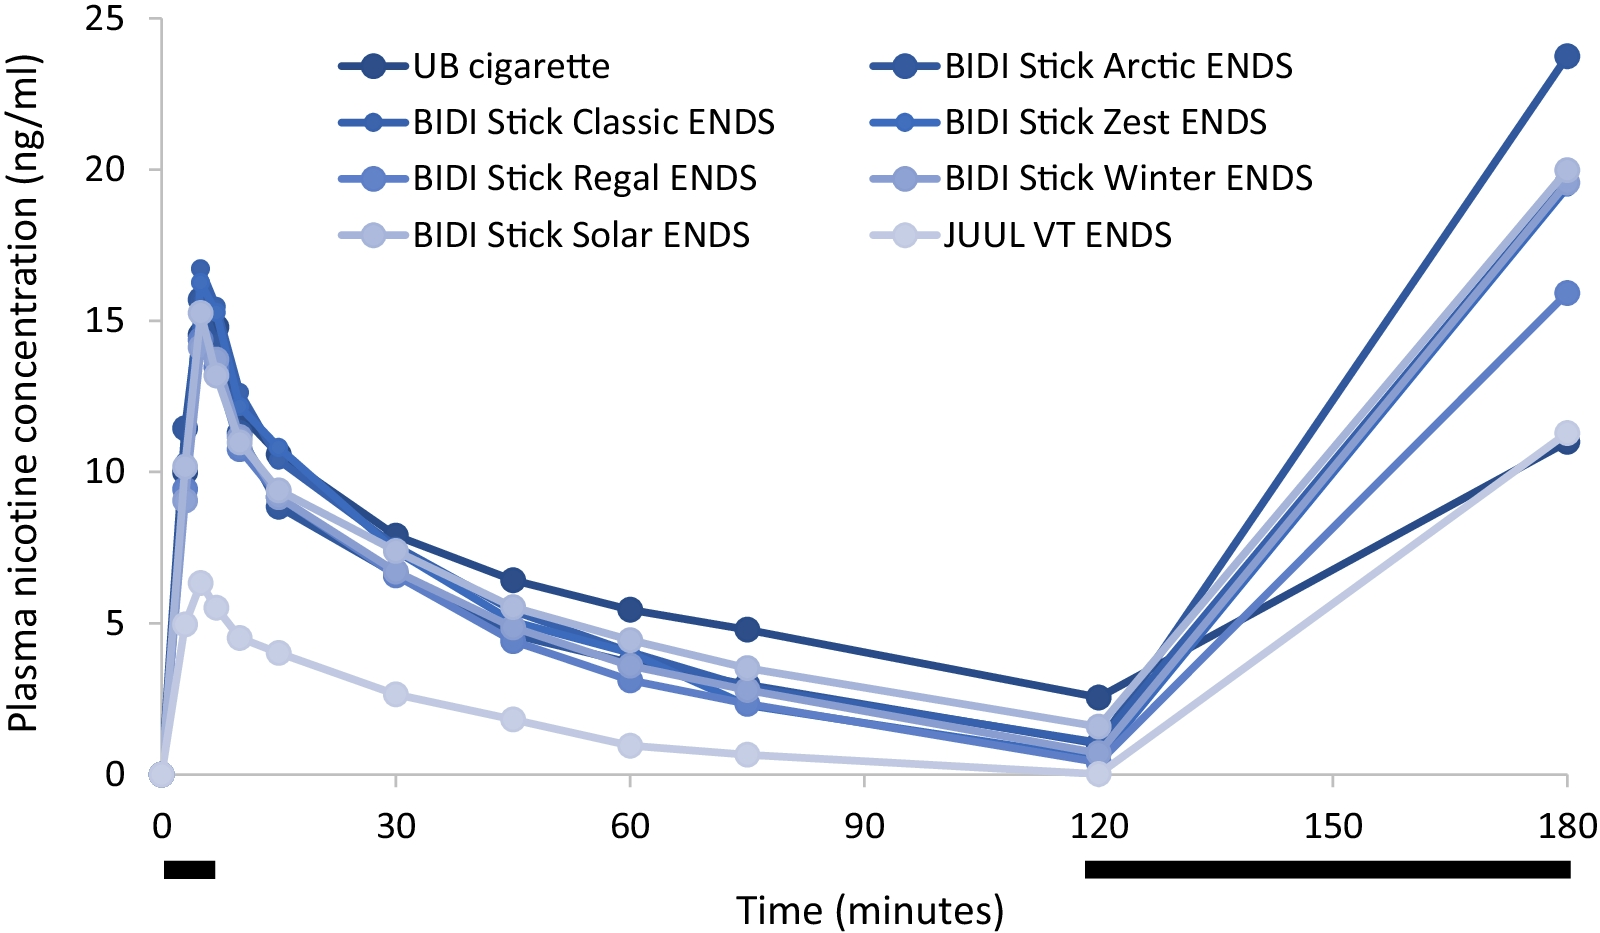 Plasma nicotine concentration (ng/ml)
25
20
15
10
5
0
UB cigarette
BIDI Stick Arctic ENDS
BIDI Stick Classic ENDS
BIDI Stick Zest ENDS
BIDI Stick Regal ENDS
BIDI Stick Winter ENDS
BIDI Stick Solar ENDS
JUUL VT ENDS
0 30 60 90 120 150 180
Time (minutes)